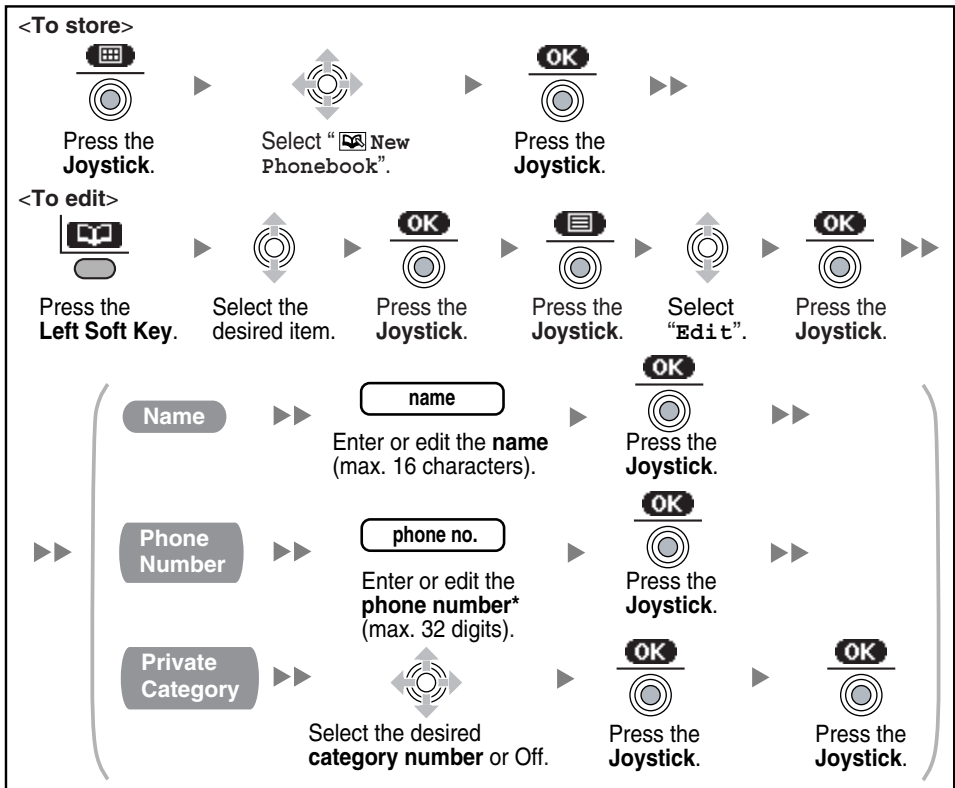 <To store>
OK
Press the
Joystick.
Select " New
Phonebook".
Press the
Joystick.
<To edit>
OK
OK
Press the
Left Soft Key.
Select the
desired item.
Press the
Joystick.
Press the
Joystick.
Select
"Edit".
Press the
Joystick.
Name
name
Enter or edit the name
(max. 16 characters).
OK
Press the
Joystick.
Phone
Number
phone no.
Enter or edit the
phone number*
(max. 32 digits).
OK
Press the
Joystick.
Private
Category
Select the desired
category number or Off.
OK
Press the
Joystick.
OK
Press the
Joystick.